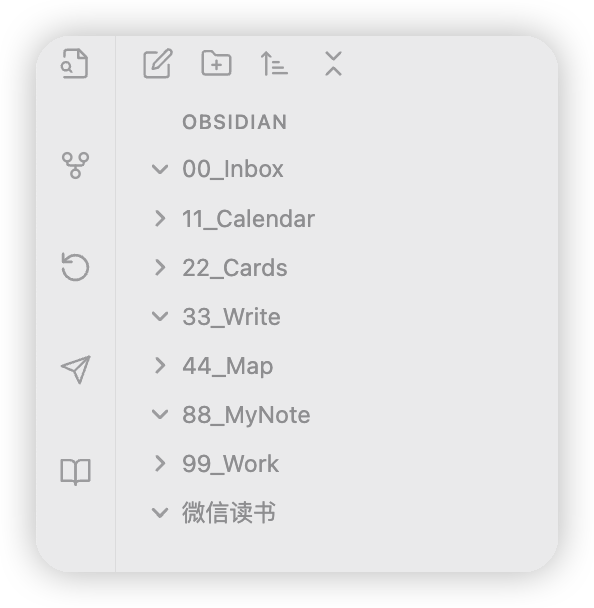 OBSIDIAN
00_Inbox
11_Calendar
22_Cards
33_Write
44_Map
88_MyNote
99_Work
微信读书